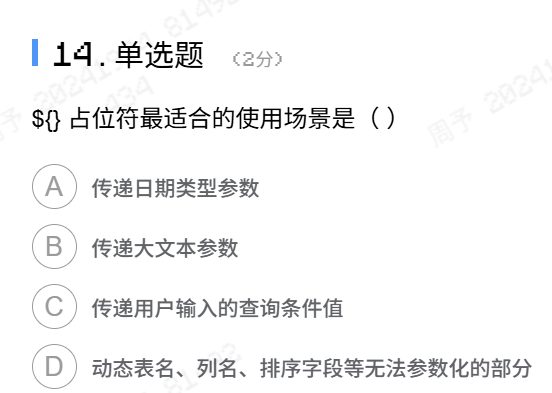 14.单选题 (2分)
${} 占位符最适合的使用场景是（ ）
A 传递日期类型参数
B 传递大文本参数
C 传递用户输入的查询条件值
D 动态表名、列名、排序字段等无法参数化的部分